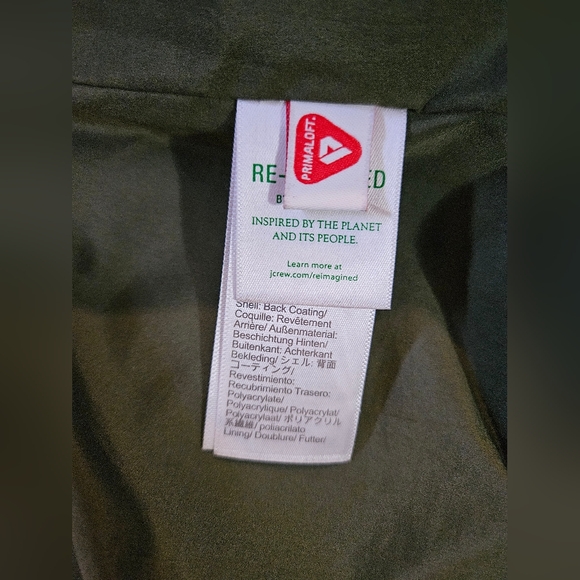 PRIMALOFT.
RE- ED
INSPIRED BY THE PLANET
AND ITS PEOPLE.
Learn more at
jcrew.com/reimagined
Shell: Back Coating/
Coquille: Revêtement
Arrière/ Außenmaterial:
Beschichtung Hinten/
Buitenkant: Achterkant
Bekleding/ シェル: 背面
コーティング/
Revestimiento:
Recubrimiento Trasero:
Polyacrylate/
Polyacrylique/ Polyacrylat/
Polyacrylaat/ ポリアクリル
系繊維/ poliacrilato
Lining/ Doublure/ Futter/